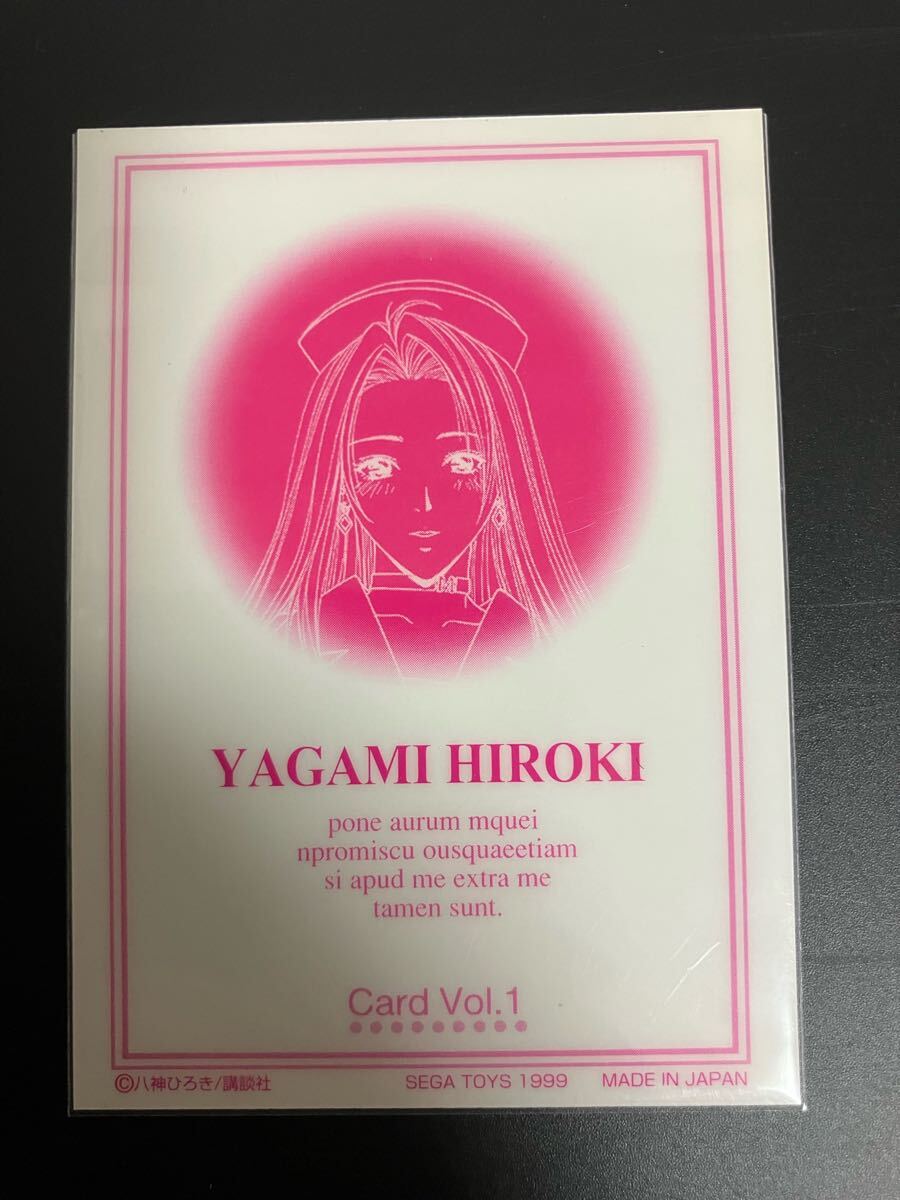 YAGAMI HIROKI
pone aurum mquei
npromiscu ousquaeetiam
si apud me extra me
tamen sunt.
Card Vol.1
©八神ひろき/講談社 SEGA TOYS 1999 MADE IN JAPAN